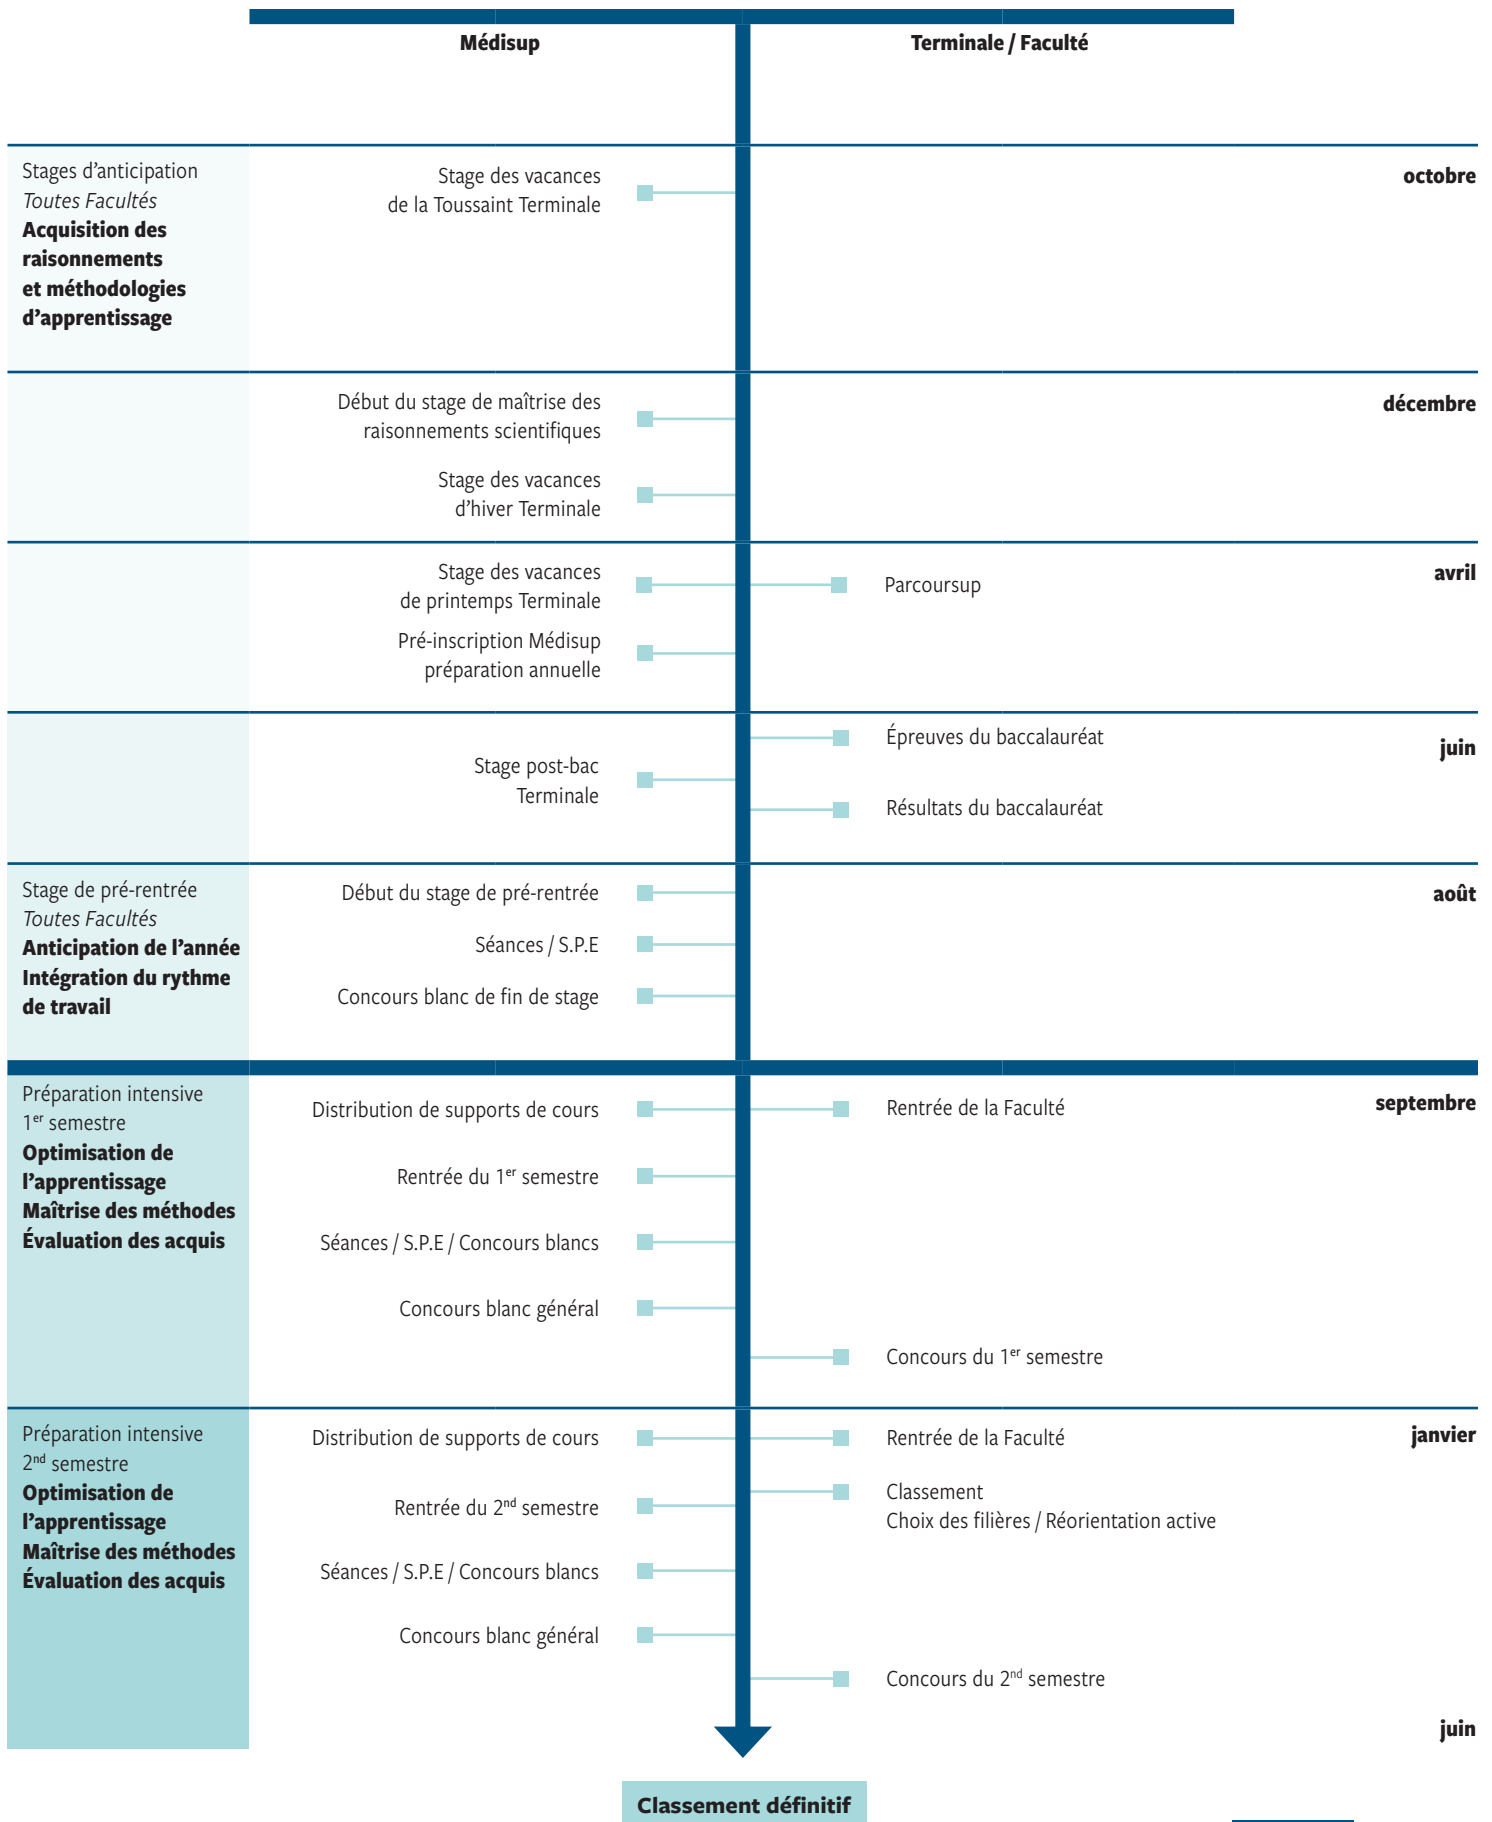 Médisup
Terminale / Faculté
Stages d’anticipation
Toutes Facultés
Acquisition des
raisonnements
et méthodologies
d’apprentissage
Stage des vacances
de la Toussaint Terminale
octobre
Début du stage de maîtrise des
raisonnements scientifiques
Stage des vacances
d’hiver Terminale
décembre
Stage des vacances
de printemps Terminale
Pré-inscription Médisup
préparation annuelle
Parcoursup
avril
Stage post-bac
Terminale
Épreuves du baccalauréat
Résultats du baccalauréat
juin
Stage de pré-rentrée
Toutes Facultés
Anticipation de l’année
Intégration du rythme
de travail
Début du stage de pré-rentrée
Séances / S.P.E
Concours blanc de fin de stage
août
Préparation intensive
1er semestre
Optimisation de
l’apprentissage
Maîtrise des méthodes
Évaluation des acquis
Distribution de supports de cours
Rentrée du 1er semestre
Séances / S.P.E / Concours blancs
Concours blanc général
Rentrée de la Faculté
Concours du 1er semestre
septembre
Préparation intensive
2nd semestre
Optimisation de
l’apprentissage
Maîtrise des méthodes
Évaluation des acquis
Distribution de supports de cours
Rentrée du 2nd semestre
Séances / S.P.E / Concours blancs
Concours blanc général
Rentrée de la Faculté
Classement
Choix des filières / Réorientation active
Concours du 2nd semestre
janvier
juin
Classement définitif